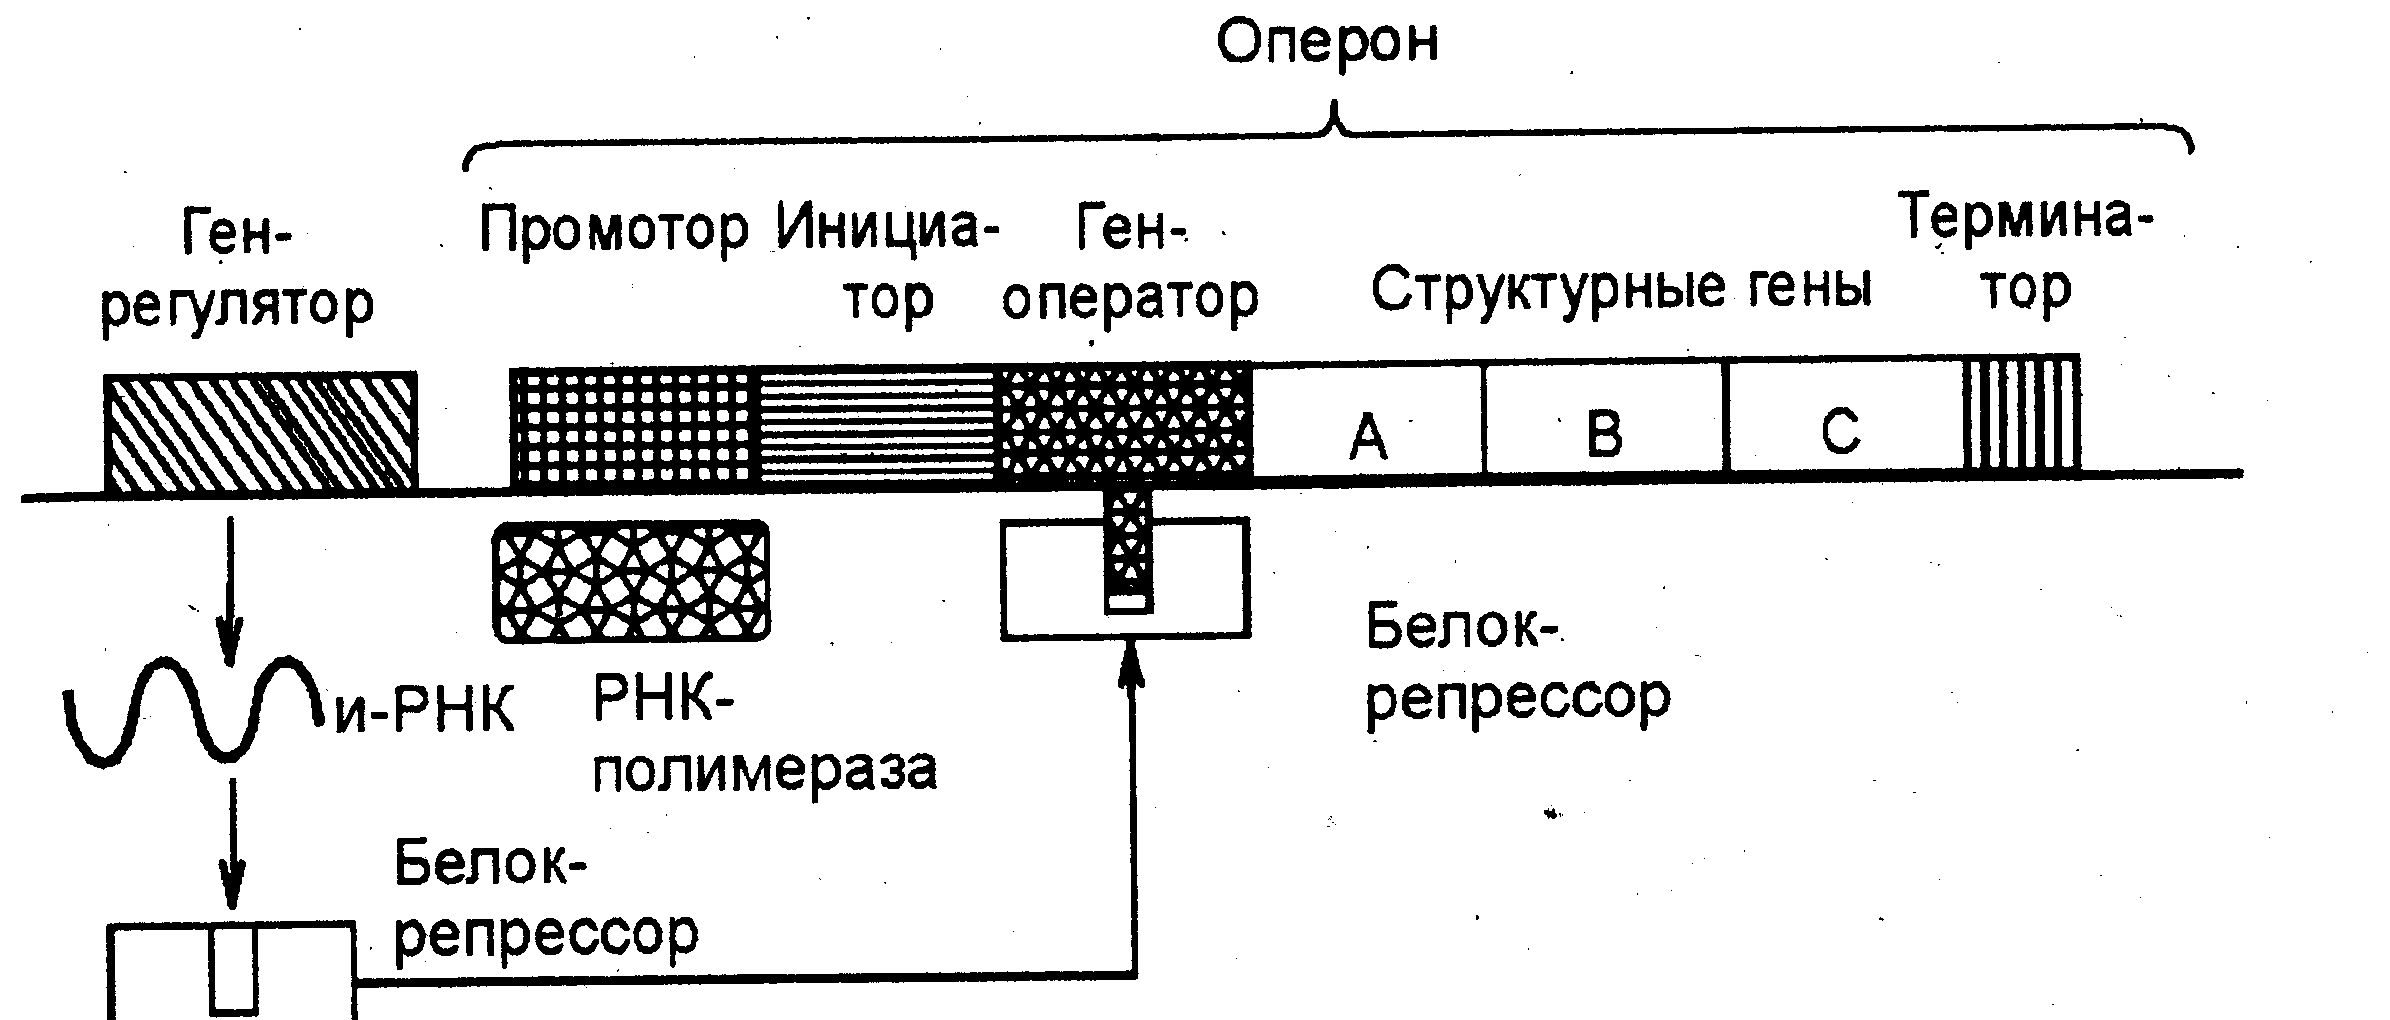 Оперон
Ген-
регулятор
Промотор
Инициа-
тор
Ген-
оператор
Структурные гены
Термина-
тор
А
В
С
и-РНК
РНК-
полимераза
Белок-
репрессор
Белок-
репрессор